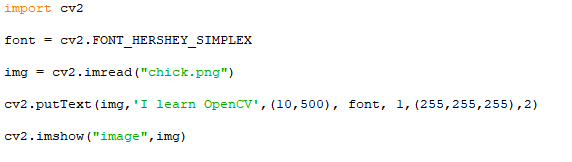 import cv2
font = cv2.FONT_HERSHEY_SIMPLEX
img = cv2.imread("chick.png")
cv2.putText(img,'I learn OpenCV',(10,500), font, 1,(255,255,255),2)
cv2.imshow("image",img)